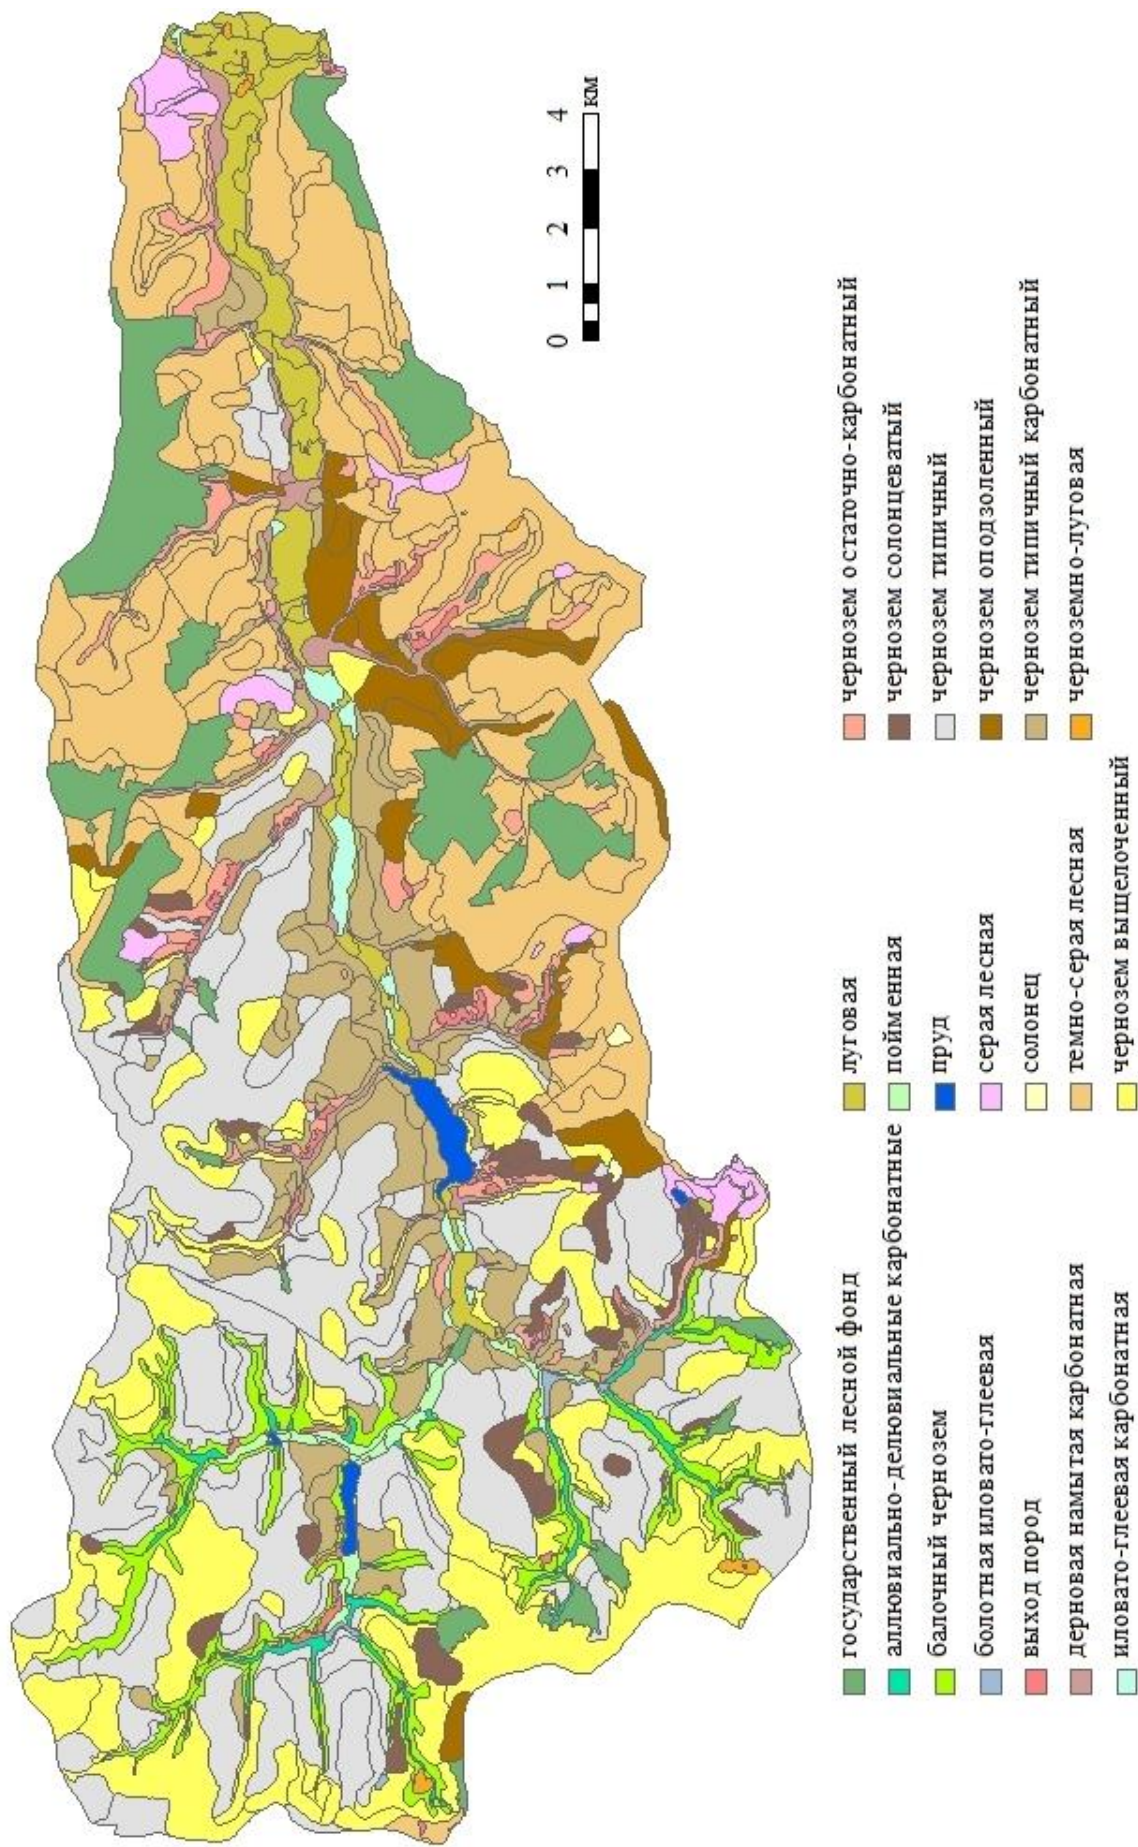 0 1 2 3 4
км
государственный лесной фонд
аллювиально-делювиальные карбонатные
балочный чернозем
болотная иловато-глеевая
выход пород
дерновая намытая карбонатная
иловато-глеевая карбонатная
луговая
пойменная
пруд
серая лесная
солонец
темно-серая лесная
чернозем выщелоченный
чернозем остаточно-карбонатный
чернозем солонцеватый
чернозем типичный
чернозем оподзоленный
чернозем типичный карбонатный
черноземно-луговая